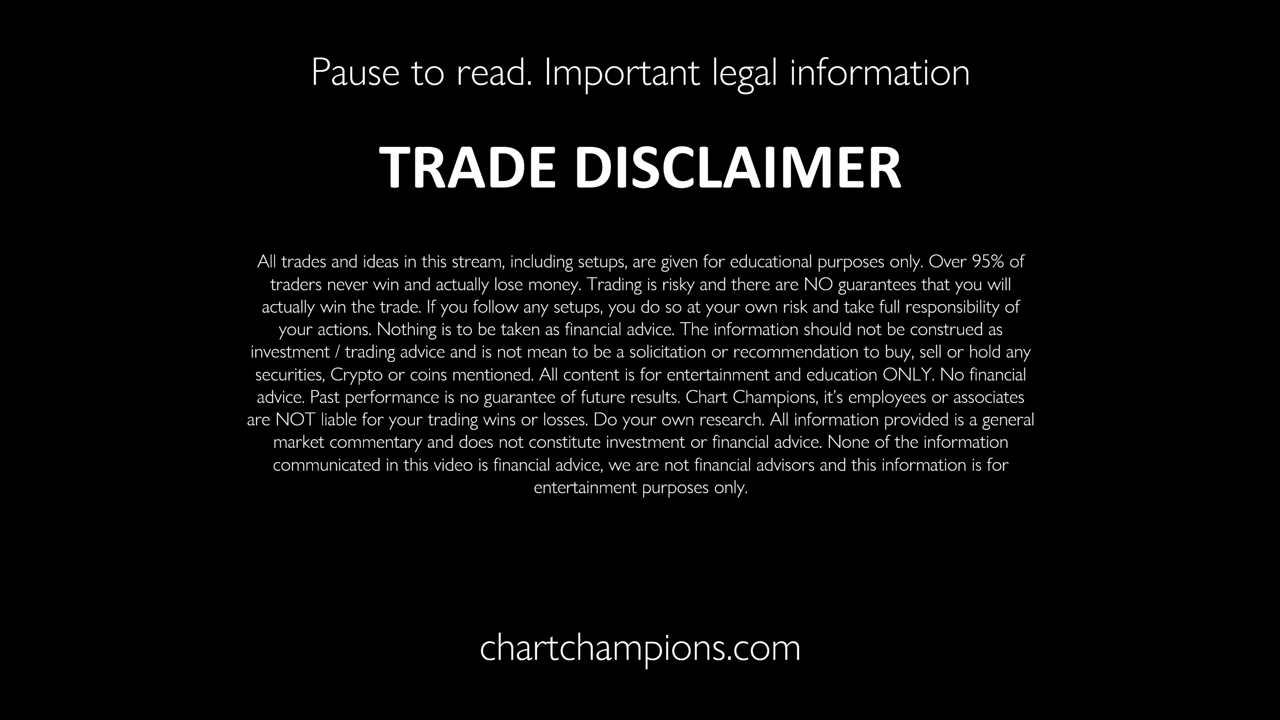 Pause to read. Important legal information
TRADE DISCLAIMER
All trades and ideas in this stream, including setups, are given for educational purposes only. Over 95% of
traders never win and actually lose money. Trading is risky and there are NO guarantees that you will
actually win the trade. If you follow any setups, you do so at your own risk and take full responsibility of
your actions. Nothing is to be taken as financial advice. The information should not be construed as
investment / trading advice and is not mean to be a solicitation or recommendation to buy, sell or hold any
securities, Crypto or coins mentioned. All content is for entertainment and education ONLY. No financial
advice. Past performance is no guarantee of future results. Chart Champions, it's employees or associates
are NOT liable for your trading wins or losses. Do your own research. All information provided is a general
market commentary and does not constitute investment or financial advice. None of the information
communicated in this video is financial advice, we are not financial advisors and this information is for
entertainment purposes only.
chartchampions.com